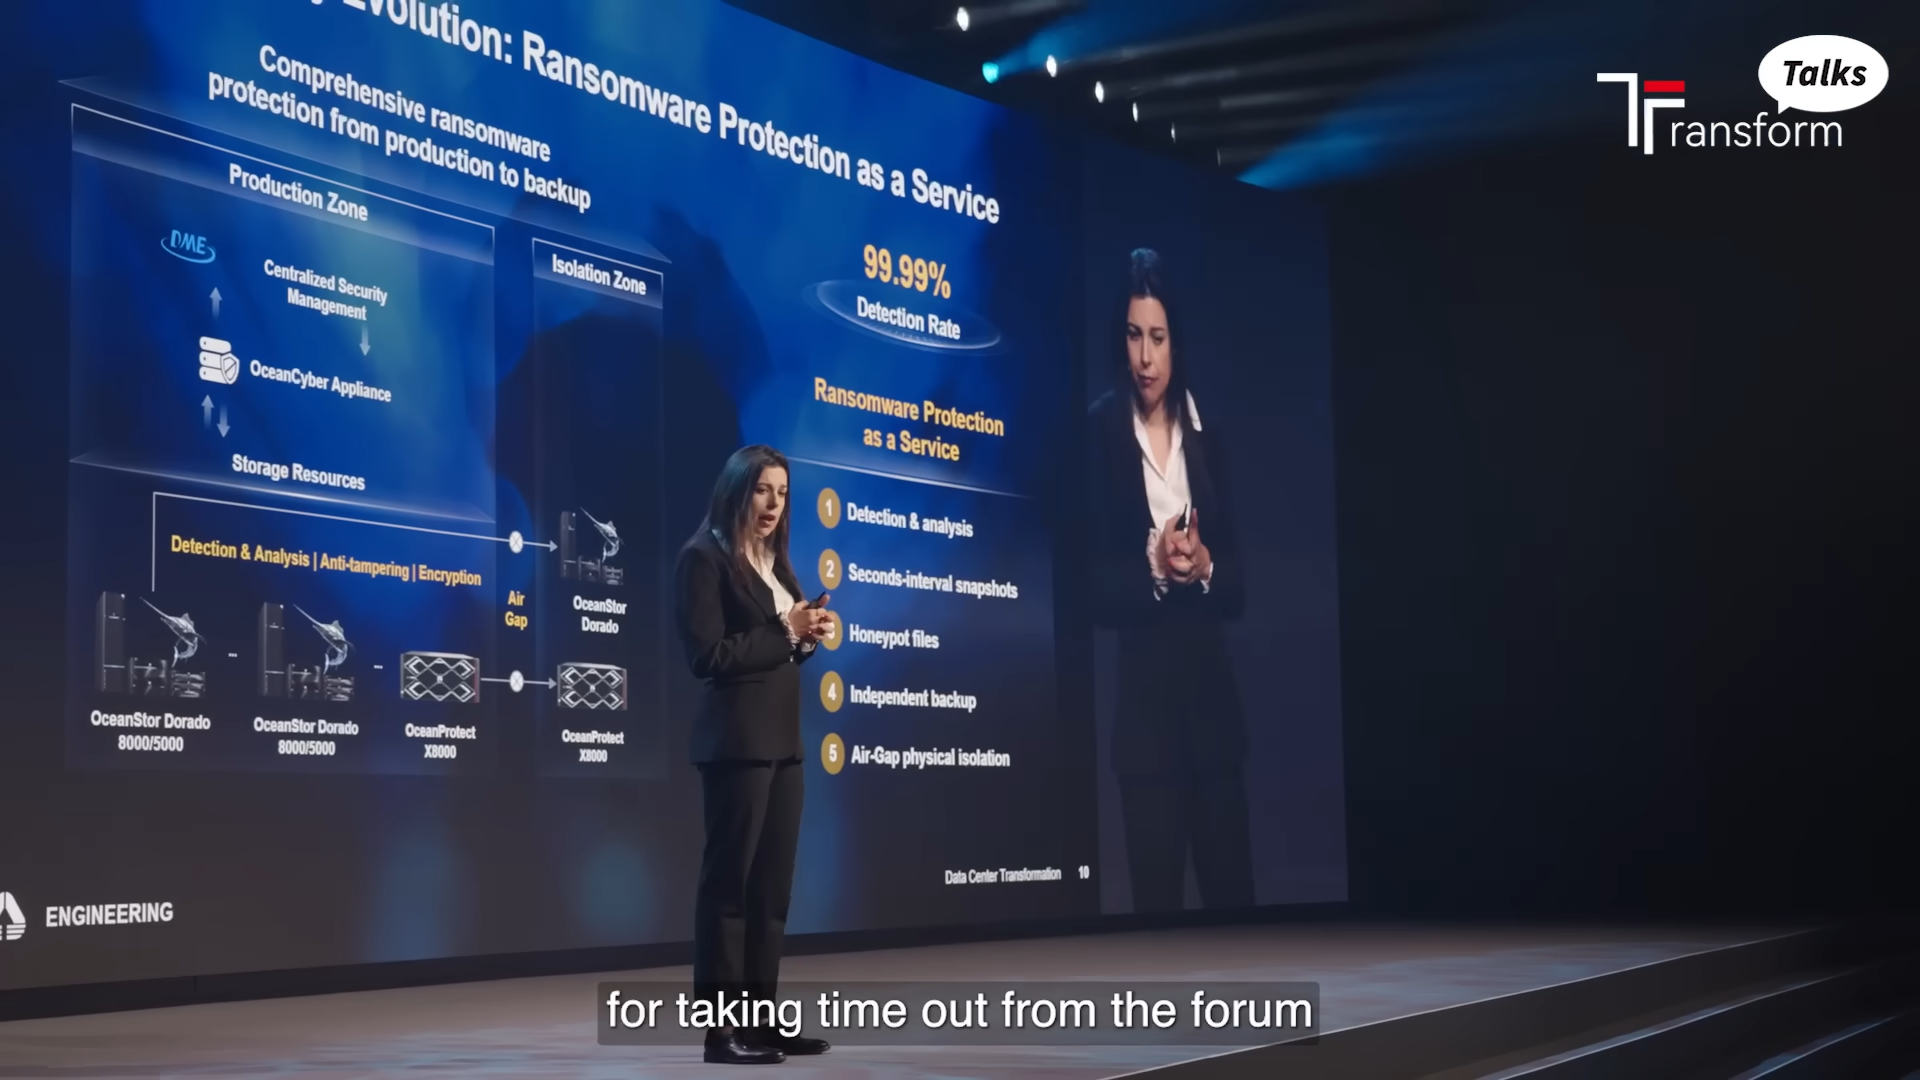 Evolution: Ransomware Protection as a Service
Comprehensive ransomware
protection from production to backup
Production Zone
DME
Centralized Security
Management
OceanCyber Appliance
Storage Resources
Detection & Analysis | Anti-tampering | Encryption
OceanStor Dorado
8000/5000
OceanStor Dorado
8000/5000
OceanProtect
X8000
Air
Gap
Isolation Zone
OceanStor
Dorado
OceanProtect
X8000
99.99%
Detection Rate
Ransomware Protection
as a Service
1 Detection & analysis
2 Seconds-interval snapshots
Honeypot files
4 Independent backup
5 Air-Gap physical isolation
Data Center Transformation 10
ENGINEERING
Talks
Transform
for taking time out from the forum